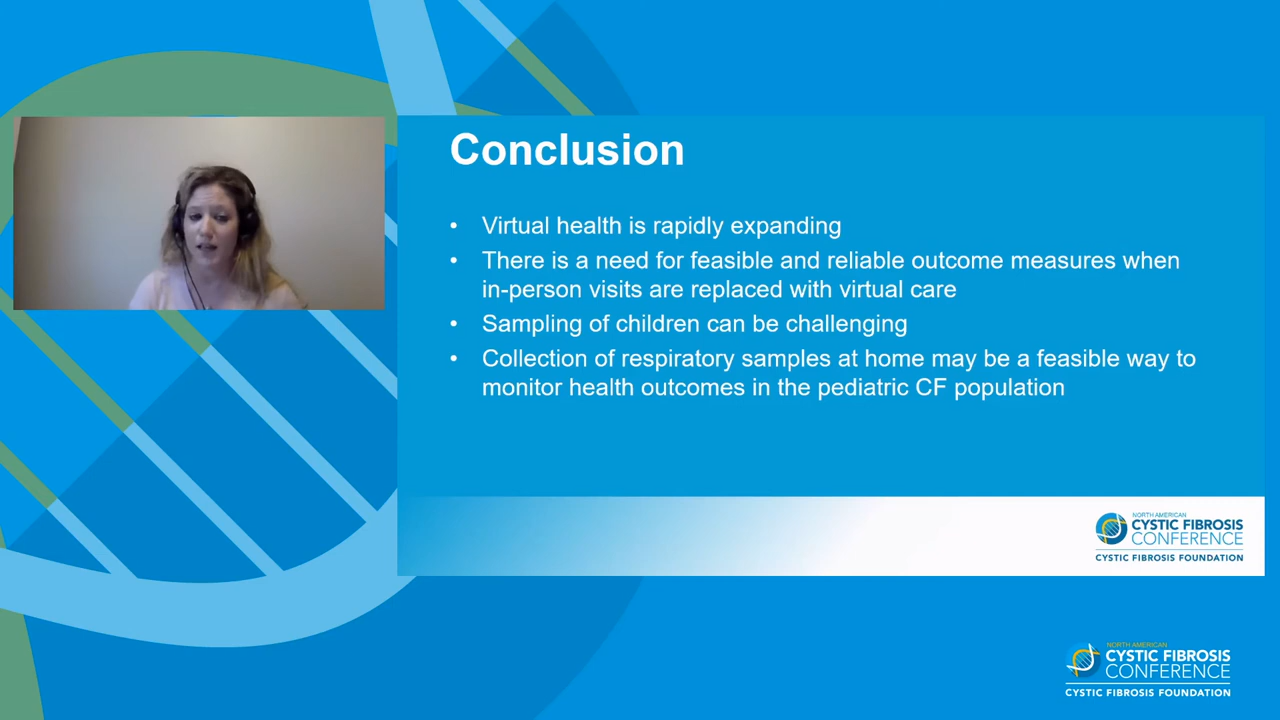 Conclusion
• Virtual health is rapidly expanding
• There is a need for feasible and reliable outcome measures when
in-person visits are replaced with virtual care
• Sampling of children can be challenging
• Collection of respiratory samples at home may be a feasible way to
monitor health outcomes in the pediatric CF population
NORTH AMERICAN
CYSTIC FIBROSIS
CONFERENCE
CYSTIC FIBROSIS FOUNDATION
NORTH AMERICAN
CYSTIC FIBROSIS
CONFERENCE
CYSTIC FIBROSIS FOUNDATION